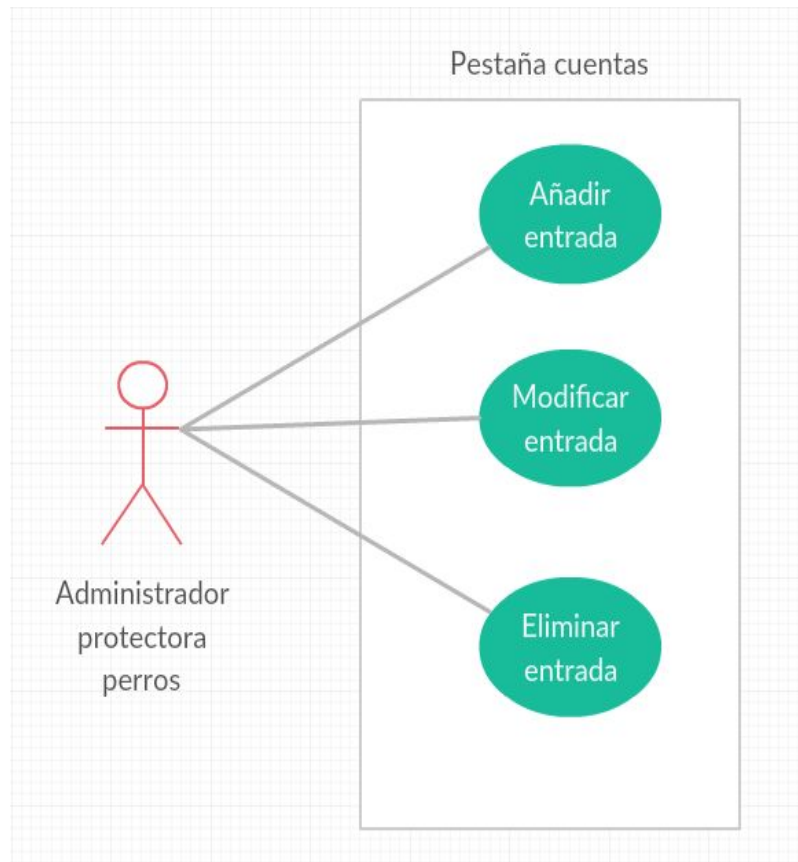 Pestaña cuentas
Añadir
entrada
Modificar
entrada
Eliminar
entrada
Administrador
protectora
perros